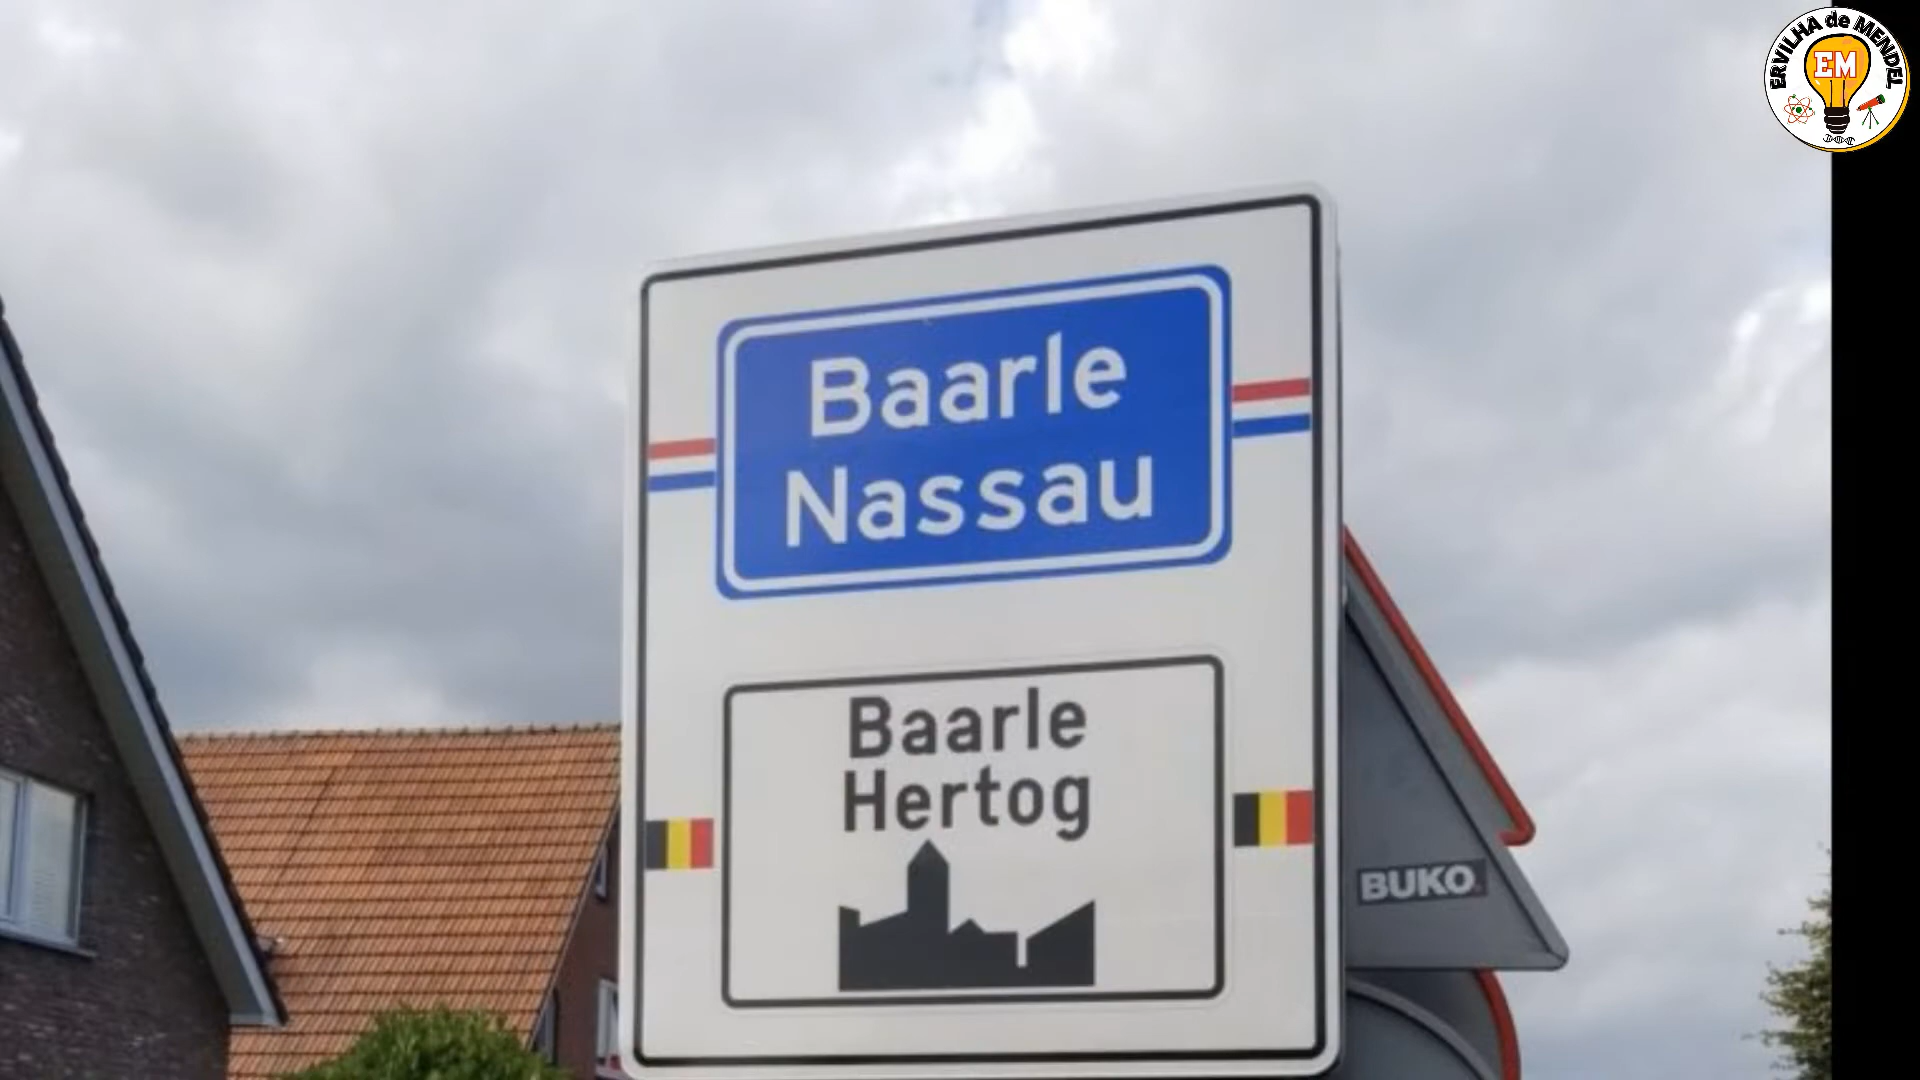 ERVILHA de MENDEL
EM
Baarle
Nassau
Baarle
Hertog
BUKO